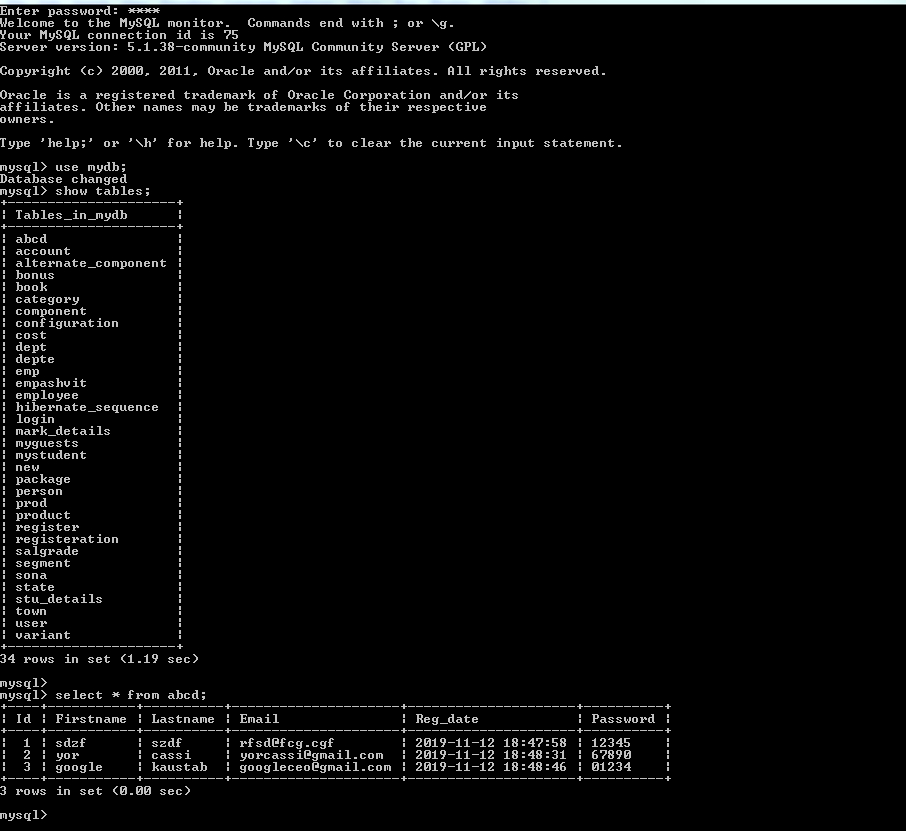 Enter password: ****
Welcome to the MySQL monitor.  Commands end with ; or \g.
Your MySQL connection id is 75
Server version: 5.1.38-community MySQL Community Server (GPL)

Copyright (c) 2000, 2011, Oracle and/or its affiliates. All rights reserved.

Oracle is a registered trademark of Oracle Corporation and/or its
affiliates. Other names may be trademarks of their respective
owners.

Type 'help;' or '\h' for help. Type '\c' to clear the current input statement.

mysql> use mydb;
Database changed
mysql> show tables;
+---------------------+
| Tables_in_mydb      |
+---------------------+
| abcd                |
| account             |
| alternate_component |
| bonus               |
| book                |
| category            |
| component           |
| configuration       |
| cost                |
| dept                |
| depte               |
| emp                 |
| empashvit           |
| employee            |
| hibernate_sequence  |
| login               |
| mark_details        |
| myguests            |
| mystudent           |
| new                 |
| package             |
| person              |
| prod                |
| product             |
| register            |
| registeration       |
| salgrade            |
| segment             |
| sona                |
| state               |
| stu_details         |
| town                |
| user                |
| variant             |
+---------------------+
34 rows in set (1.19 sec)

mysql>
mysql> select * from abcd;
+----+-----------+----------+---------------------+---------------------+----------+
| Id | Firstname | Lastname | Email               | Reg_date            | Password |
+----+-----------+----------+---------------------+---------------------+----------+
|  1 | sdzf      | szdf     | rfsd@fcg.cgf        | 2019-11-12 18:47:58 | 12345    |
|  2 | yor       | cassi    | yorcassi@gmail.com  | 2019-11-12 18:48:31 | 67890    |
|  3 | google    | kaustab  | googleceo@gmail.com | 2019-11-12 18:48:46 | 01234    |
+----+-----------+----------+---------------------+---------------------+----------+
3 rows in set (0.00 sec)

mysql>